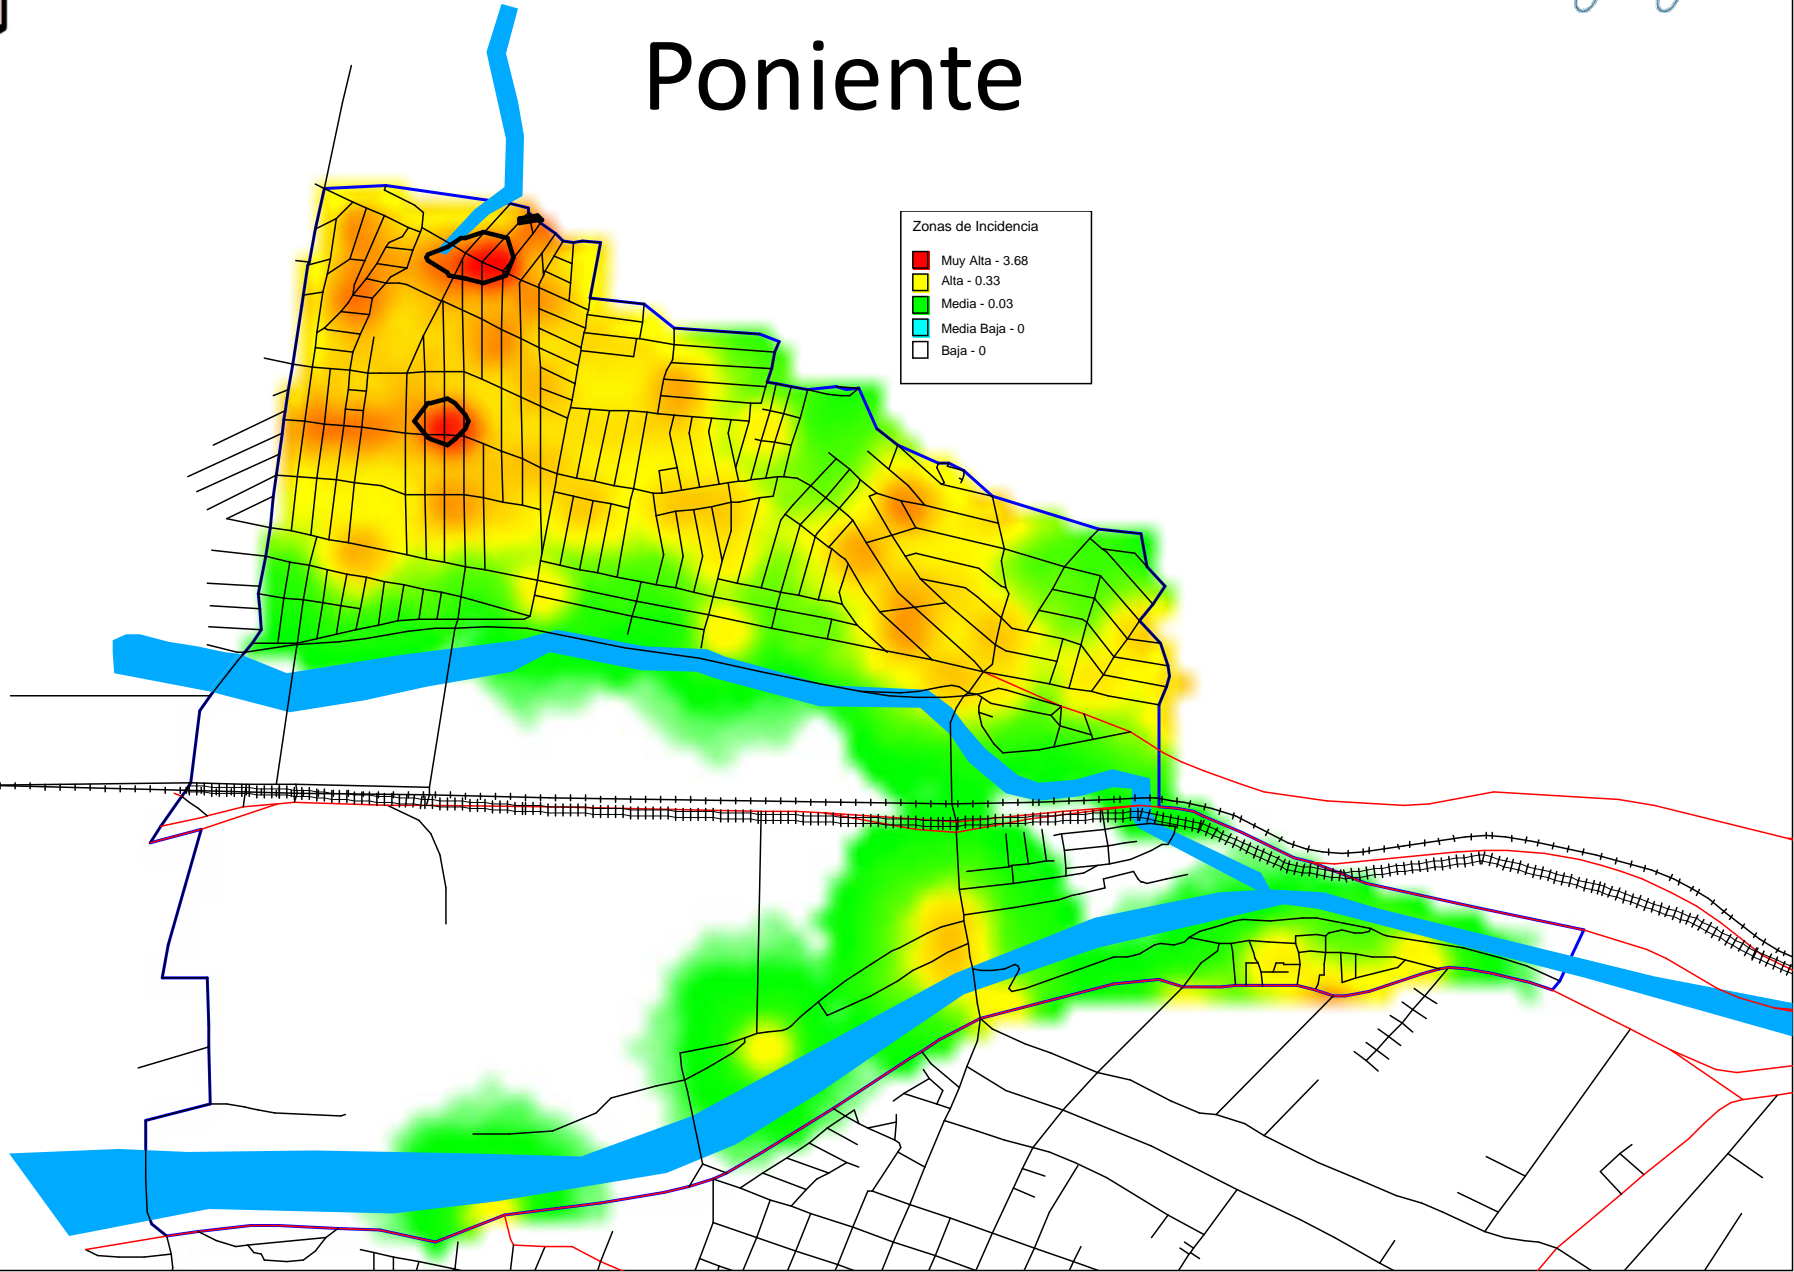 Poniente
Zonas de Incidencia
Muy Alta - 3.68
Alta - 0.33
Media - 0.03
Media Baja - 0
Baja - 0